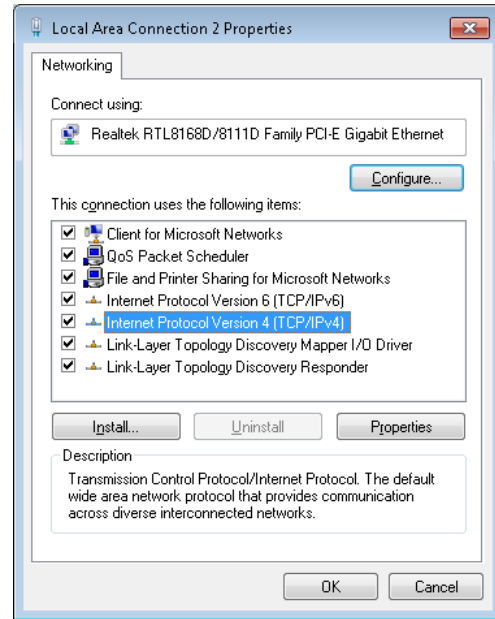 Local Area Connection 2 Properties
Networking
Connect using:
Realtek RTL8168D/8111D Family PCI-E Gigabit Ethernet
Configure...
This connection uses the following items:
Client for Microsoft Networks
QoS Packet Scheduler
File and Printer Sharing for Microsoft Networks
Internet Protocol Version 6 (TCP/IPv6)
Internet Protocol Version 4 (TCP/IPv4)
Link-Layer Topology Discovery Mapper I/O Driver
Link-Layer Topology Discovery Responder
Install... Uninstall Properties
Description
Transmission Control Protocol/Internet Protocol. The default
wide area network protocol that provides communication
across diverse interconnected networks.
OK Cancel